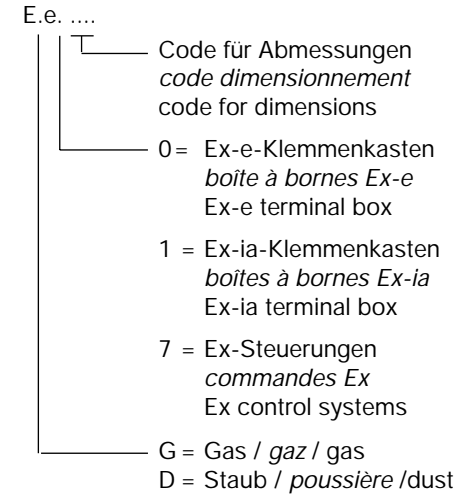 E.e. ....
Code für Abmessungen
code dimensionnement
code for dimensions
0 = Ex-e-Klemmenkasten
boîte à bornes Ex-e
Ex-e terminal box
1 = Ex-ia-Klemmenkasten
boîtes à bornes Ex-ia
Ex-ia terminal box
7 = Ex-Steuerungen
commandes Ex
Ex control systems
G = Gas / gaz / gas
D = Staub / poussière /dust